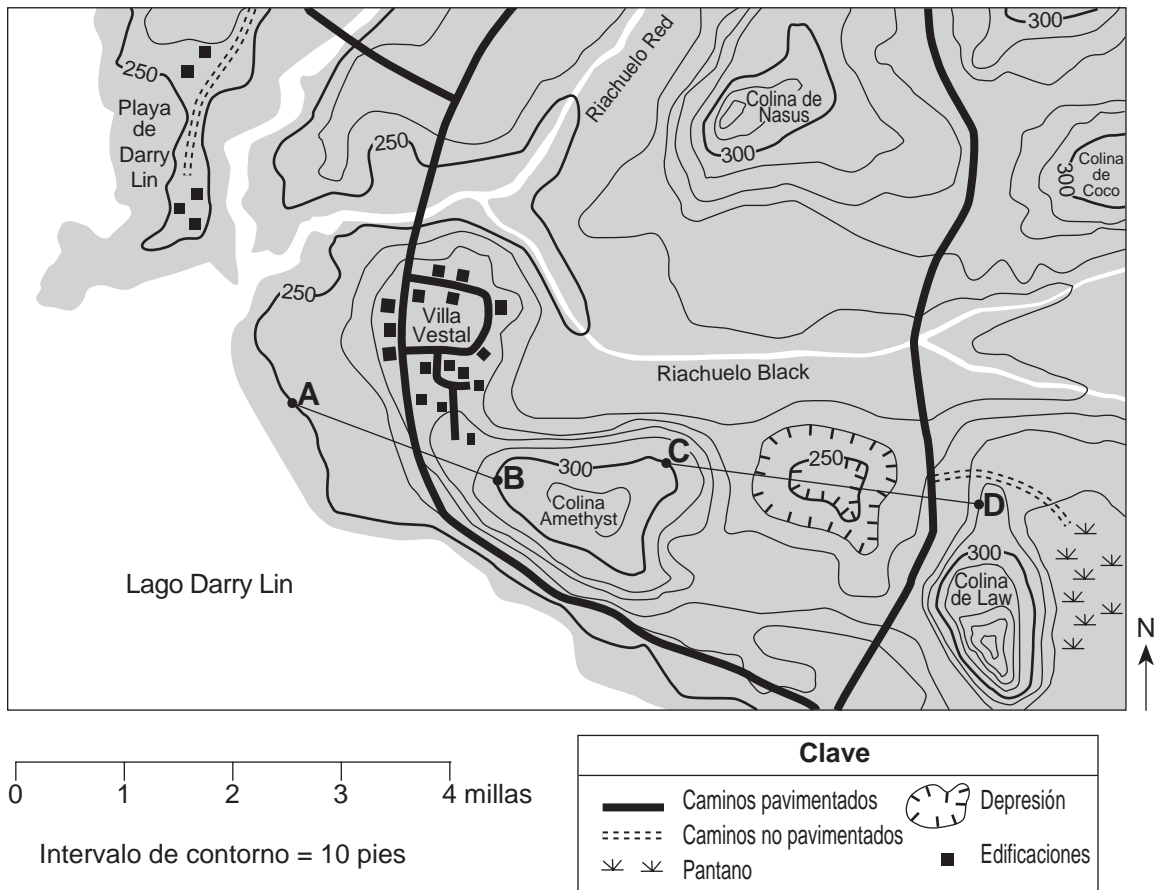 300
Riachuelo Red
250
Playa
de
Darry
Lin
Colina de
Nasus
300
250
Colina
de
Coco
300
250
Villa
Vestal
Riachuelo Black
A
B
300
C
250
Colina
Amethyst
D
300
Colina
de Law
Lago Darry Lin
N
0 1 2 3 4 millas
Intervalo de contorno = 10 pies
Clave
Caminos pavimentados
Depresión
Caminos no pavimentados
Edificaciones
Pantano